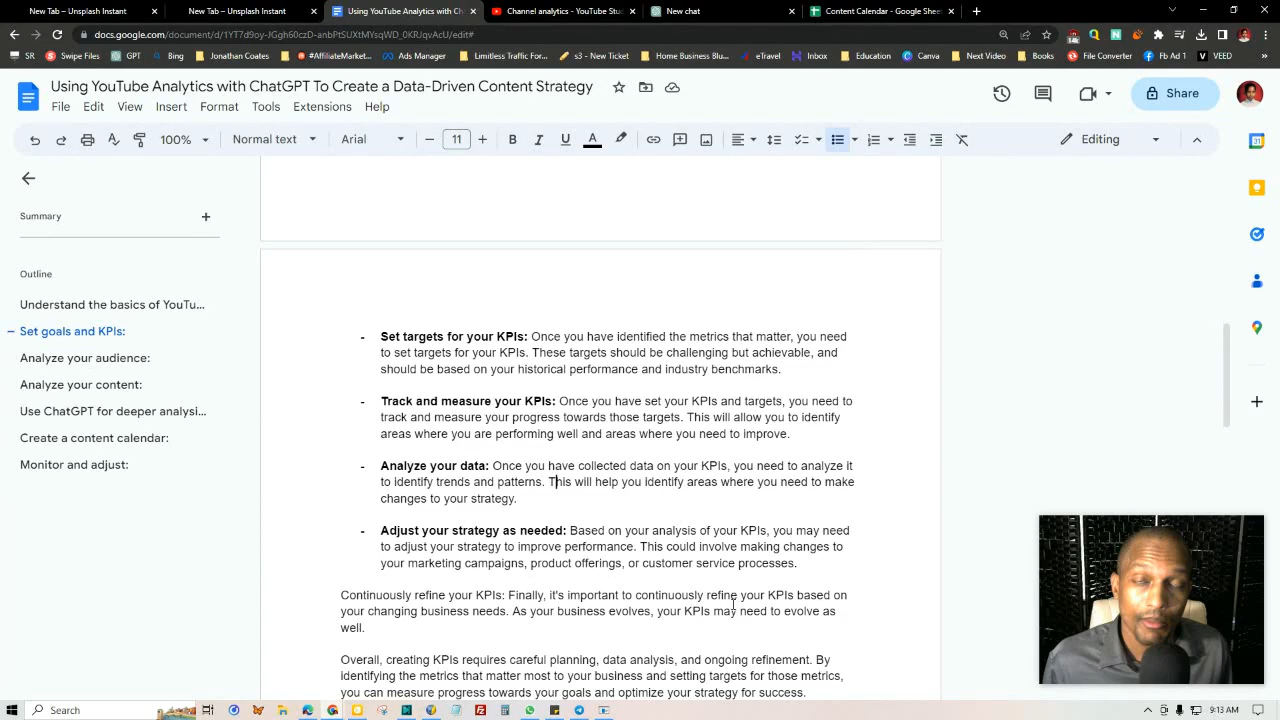 New Tab - Unsplash Instant
New Tab - Unsplash Instant
Using YouTube Analytics with Ch
Channel analytics - YouTube Stud
New chat
Content Calendar - Google Sheet
docs.google.com/document/d/1YT7d9oy-JGgh60czD-anbPtSUXtMYsqWD_0KRJqvAcU/edit#
SR
Swipe Files
GPT
Bing
Jonathan Creative...
#AffiliateMarket...
Ads Manager
Limitless Traffic For...
s3 - New Ticket
Home Business Blu...
eTravel
Inbox
Education
Canva
Next Video
Fan Page
Currency Converter
Fb Ad 1
VEED
Using YouTube Analytics with ChatGPT To Create a Data-Driven Content Strategy
Share
File Edit View Insert Format Tools Extensions Help
100%
Normal text
Arial
11
Editing
Summary
Outline
Understand the basics of YouTu...
Set goals and KPIs:
Analyze your audience:
Analyze your content:
Use ChatGPT for deeper analysi...
Create a content calendar:
Monitor and adjust:
- Set targets for your KPIs: Once you have identified the metrics that matter, you need
to set targets for your KPIs. These targets should be challenging but achievable, and
should be based on your historical performance and industry benchmarks.
- Track and measure your KPIs: Once you have set your KPIs and targets, you need to
track and measure your progress towards those targets. This will allow you to identify
areas where you are performing well and areas where you need to improve.
- Analyze your data: Once you have collected data on your KPIs, you need to analyze it
to identify trends and patterns. This will help you identify areas where you need to make
changes to your strategy.
- Adjust your strategy as needed: Based on your analysis of your KPIs, you may need
to adjust your strategy to improve performance. This could involve making changes to
your marketing campaigns, product offerings, or customer service processes.
Continuously refine your KPIs: Finally, it's important to continuously refine your KPIs based on
your changing business needs. As your business evolves, your KPIs may need to evolve as
well.
Overall, creating KPIs requires careful planning, data analysis, and ongoing refinement. By
identifying the metrics that matter most to your business and setting targets for those metrics,
you can measure progress towards your goals and optimize your strategy for success.
Search
9:13 AM